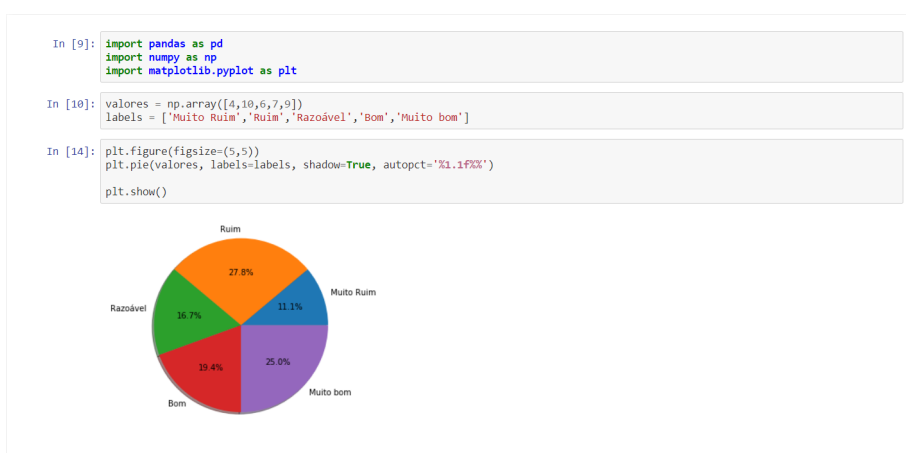 In [9]: import pandas as pd
import numpy as np
import matplotlib.pyplot as plt
In [10]: valores = np.array([4,10,6,7,9])
labels = ['Muito Ruim','Ruim','Razoável','Bom','Muito bom']
In [14]: plt.figure(figsize=(5,5))
plt.pie(valores, labels=labels, shadow=True, autopct='%1.1f%%')
plt.show()
Ruim
27.8%
Muito Ruim
11.1%
Razoável
16.7%
25.0%
19.4%
Muito bom
Bom